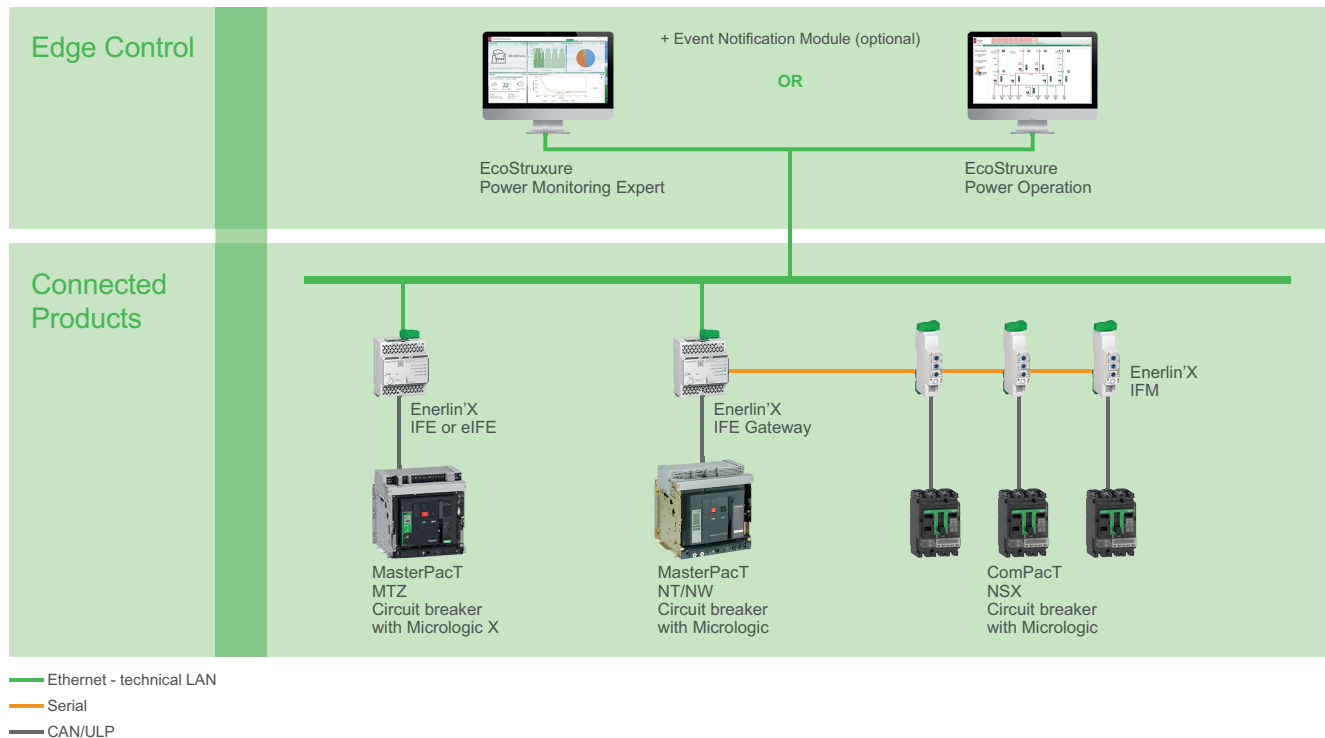 Edge Control
+ Event Notification Module (optional)
OR
EcoStruxure
Power Monitoring Expert
EcoStruxure
Power Operation
Connected
Products
Enerlin'X
IFE or eIFE
Enerlin'X
IFE Gateway
Enerlin'X
IFM
MasterPacT
MTZ
Circuit breaker
with Micrologic X
MasterPacT
NT/NW
Circuit breaker
with Micrologic
ComPacT
NSX
Circuit breaker
with Micrologic
Ethernet - technical LAN
Serial
CAN/ULP